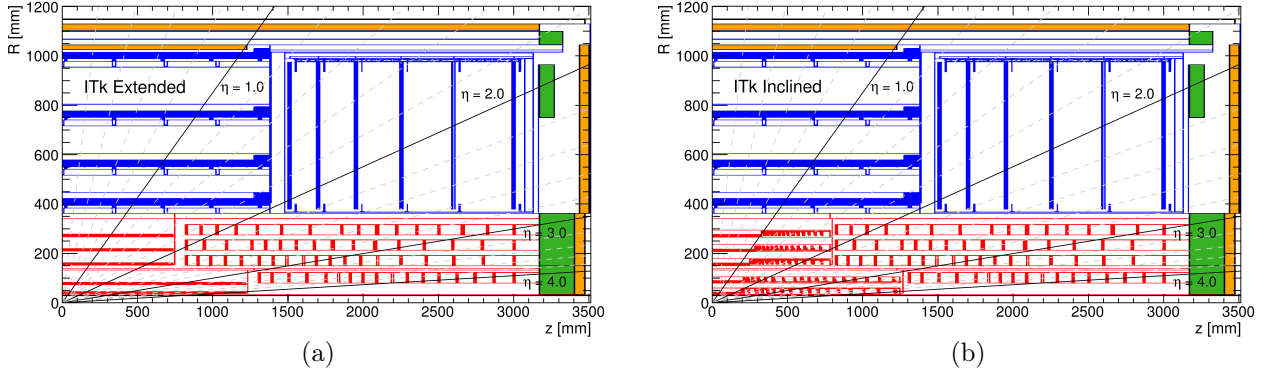 R [mm]
1200
1000
800
600
400
200
0
ITk Extended
η = 1.0
η = 2.0
η = 3.0
η = 4.0
0 500 1000 1500 2000 2500 3000 3500
z [mm]
(a)
R [mm]
1200
1000
800
600
400
200
0
ITk Inclined
η = 1.0
η = 2.0
η = 3.0
η = 4.0
0 500 1000 1500 2000 2500 3000 3500
z [mm]
(b)